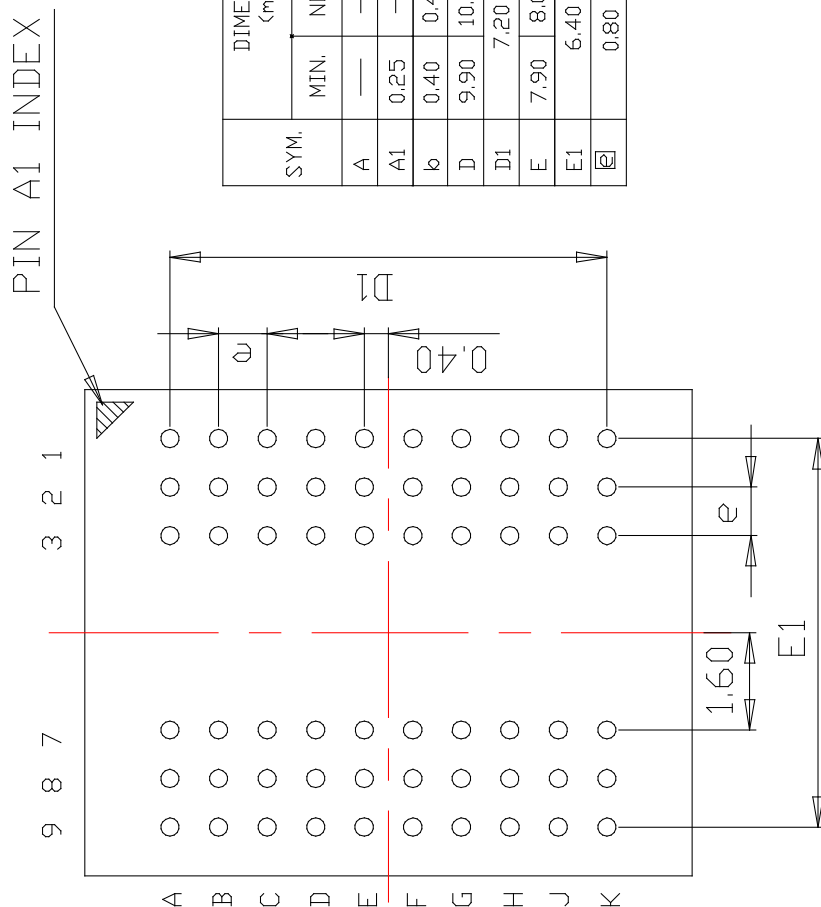 PIN A1 INDEX
SYM.
MIN.
A —
A1 0.25
b 0.40
D 9.90
D1 7.20
E 7.90
E1 6.40
e 0.80
1
2
3
7
8
9
A
B
C
D
E
F
G
H
J
K
D1
e
0.40
e
1.60
E1